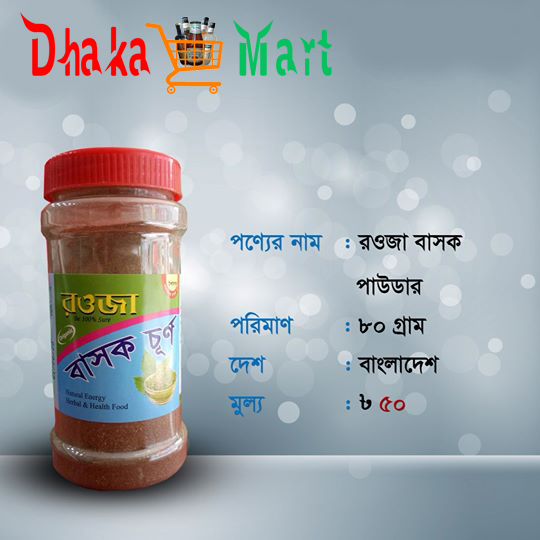 Dhaka Mart
পণ্যের নাম : রওজা বাসক
পাউডার
পরিমাণ : ৮০ গ্রাম
দেশ : বাংলাদেশ
মুল্য : ৳ ৫০
রওজা
Be 100% Sure
বাসক চূর্ণ
Natural Energy
Herbal & Health Food